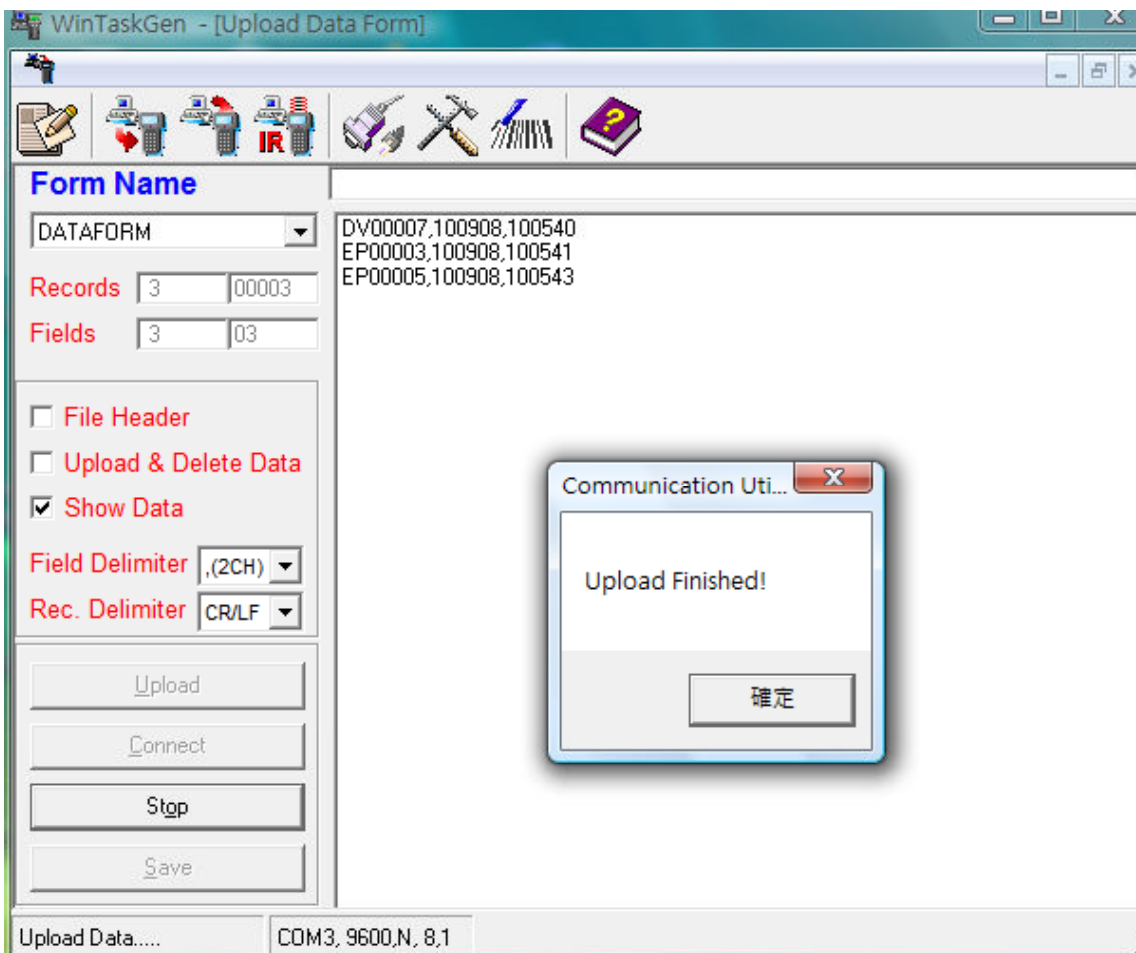 WinTaskGen - [Upload Data Form]
IR
Form Name
DATAFORM
Records 3 00003
Fields 3 03
File Header
Upload & Delete Data
Show Data
Field Delimiter ,(2CH)
Rec. Delimiter CR/LF
Upload
Connect
Stop
Save
DV00007,100908,100540
EP00003,100908,100541
EP00005,100908,100543
Communication Uti...
Upload Finished!
確定
Upload Data..... COM3, 9600,N, 8,1